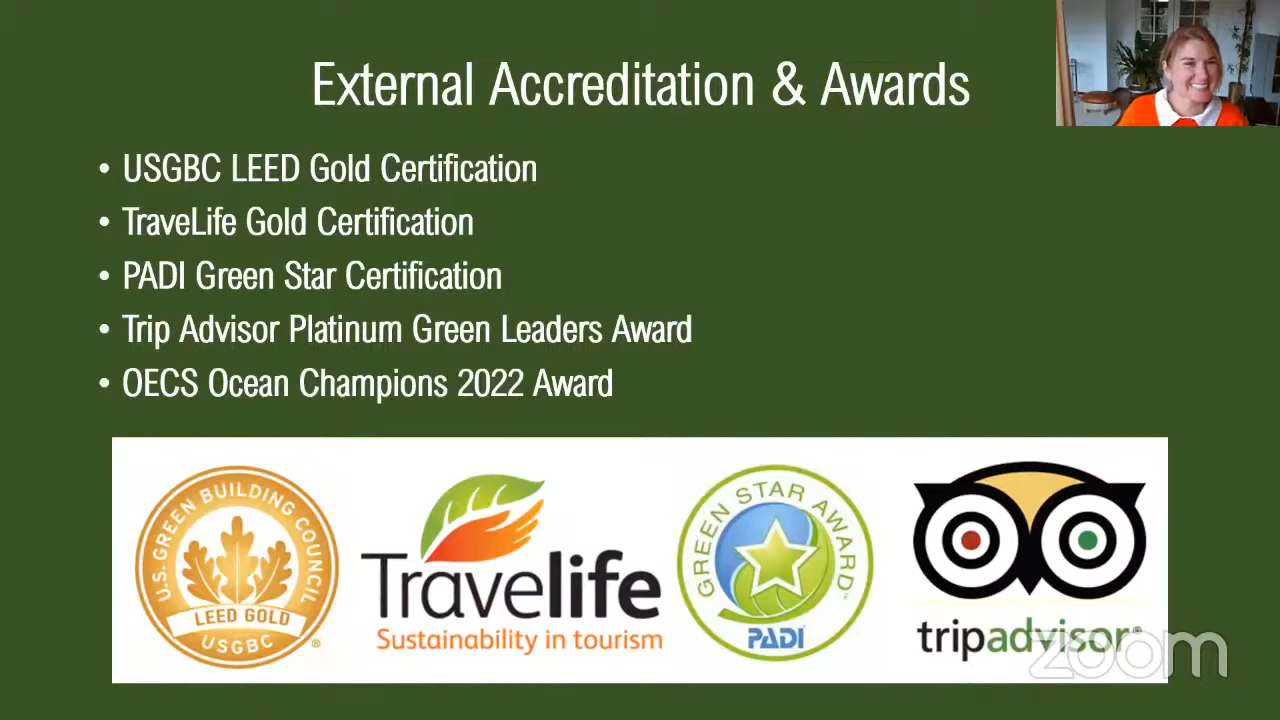 External Accreditation & Awards
• USGBC LEED Gold Certification
• TraveLife Gold Certification
• PADI Green Star Certification
• Trip Advisor Platinum Green Leaders Award
• OECS Ocean Champions 2022 Award
U.S. GREEN BUILDING COUNCIL
LEED GOLD
USGBC
®
Travelife
Sustainability in tourism
GREEN STAR AWARD™
PADI
tripadvisor®
zoom